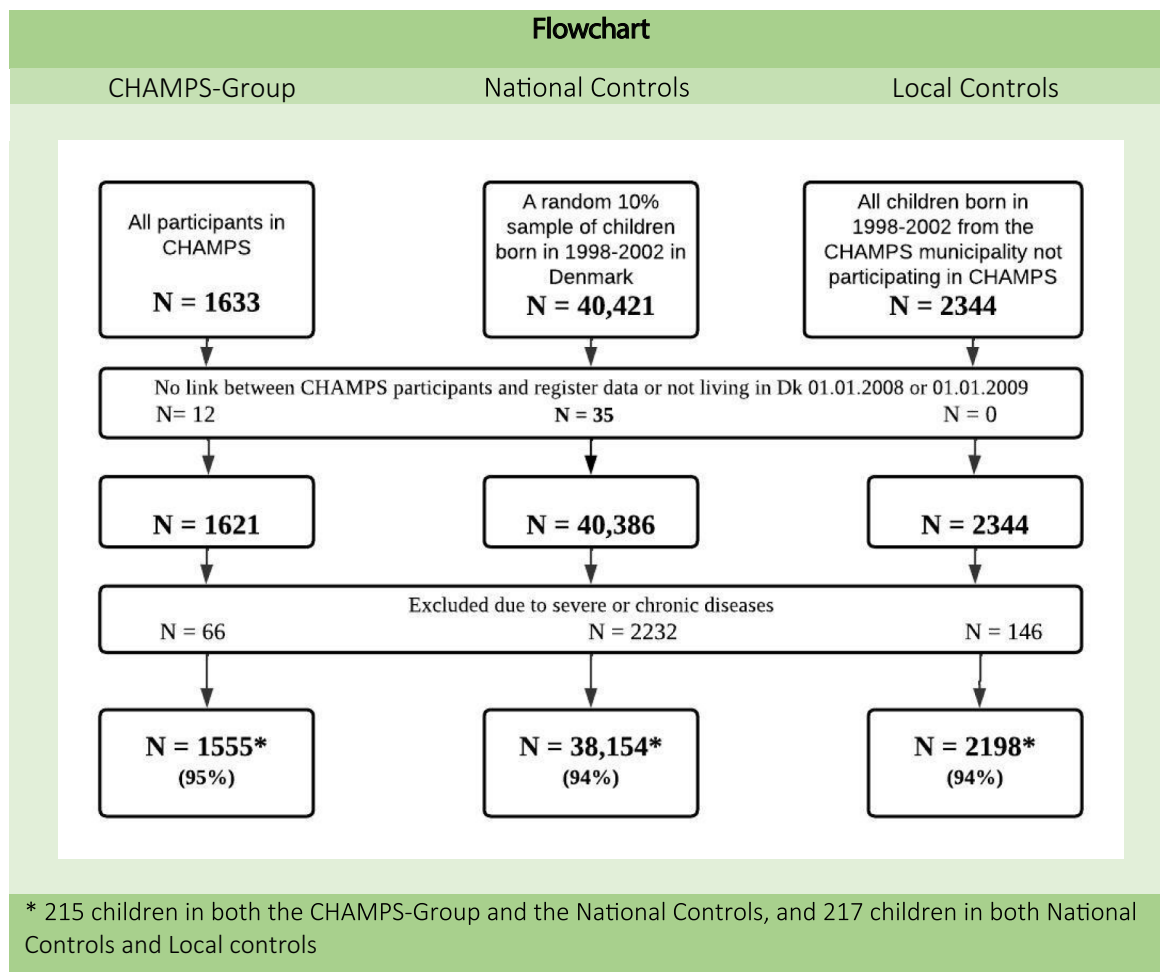 Flowchart
CHAMPS-Group
National Controls
Local Controls
All participants in
CHAMPS
N = 1633
A random 10%
sample of children
born in 1998-2002 in
Denmark
N = 40,421
All children born in
1998-2002 from the
CHAMPS municipality not
participating in CHAMPS
N = 2344
No link between CHAMPS participants and register data or not living in Dk 01.01.2008 or 01.01.2009
N= 12
N = 35
N = 0
N = 1621
N = 40,386
N = 2344
Excluded due to severe or chronic diseases
N = 66
N = 2232
N = 146
N = 1555*
(95%)
N = 38,154*
(94%)
N = 2198*
(94%)
* 215 children in both the CHAMPS-Group and the National Controls, and 217 children in both National
Controls and Local controls